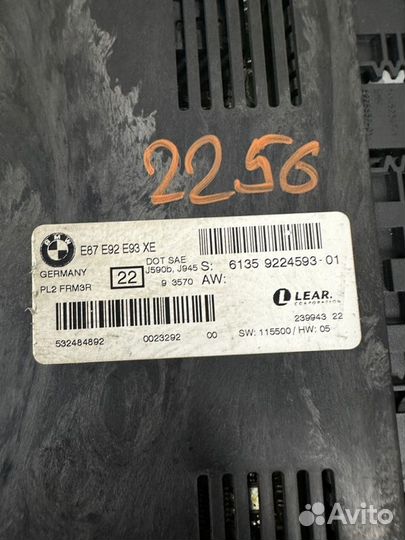 2256
BMW
E87 E92 E93 XE
DOT SAE
J590b, J945
S: 6135 9224593-01
GERMANY
22
PL2 FRM3R
9 3570
AW:
LEAR.
CORPORATION
239943 22
532484892 0023292 00
SW: 115500 / HW: 05
Avito